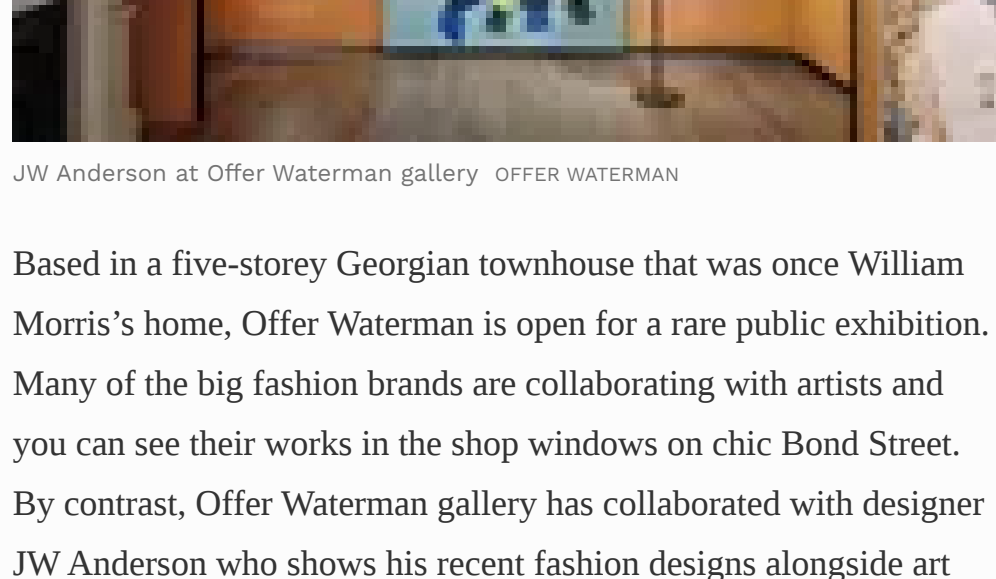 JW Anderson at Offer Waterman gallery OFFER WATERMAN
Based in a five-storey Georgian townhouse that was once William
Morris’s home, Offer Waterman is open for a rare public exhibition.
Many of the big fashion brands are collaborating with artists and
you can see their works in the shop windows on chic Bond Street.
By contrast, Offer Waterman gallery has collaborated with designer
JW Anderson who shows his recent fashion designs alongside art